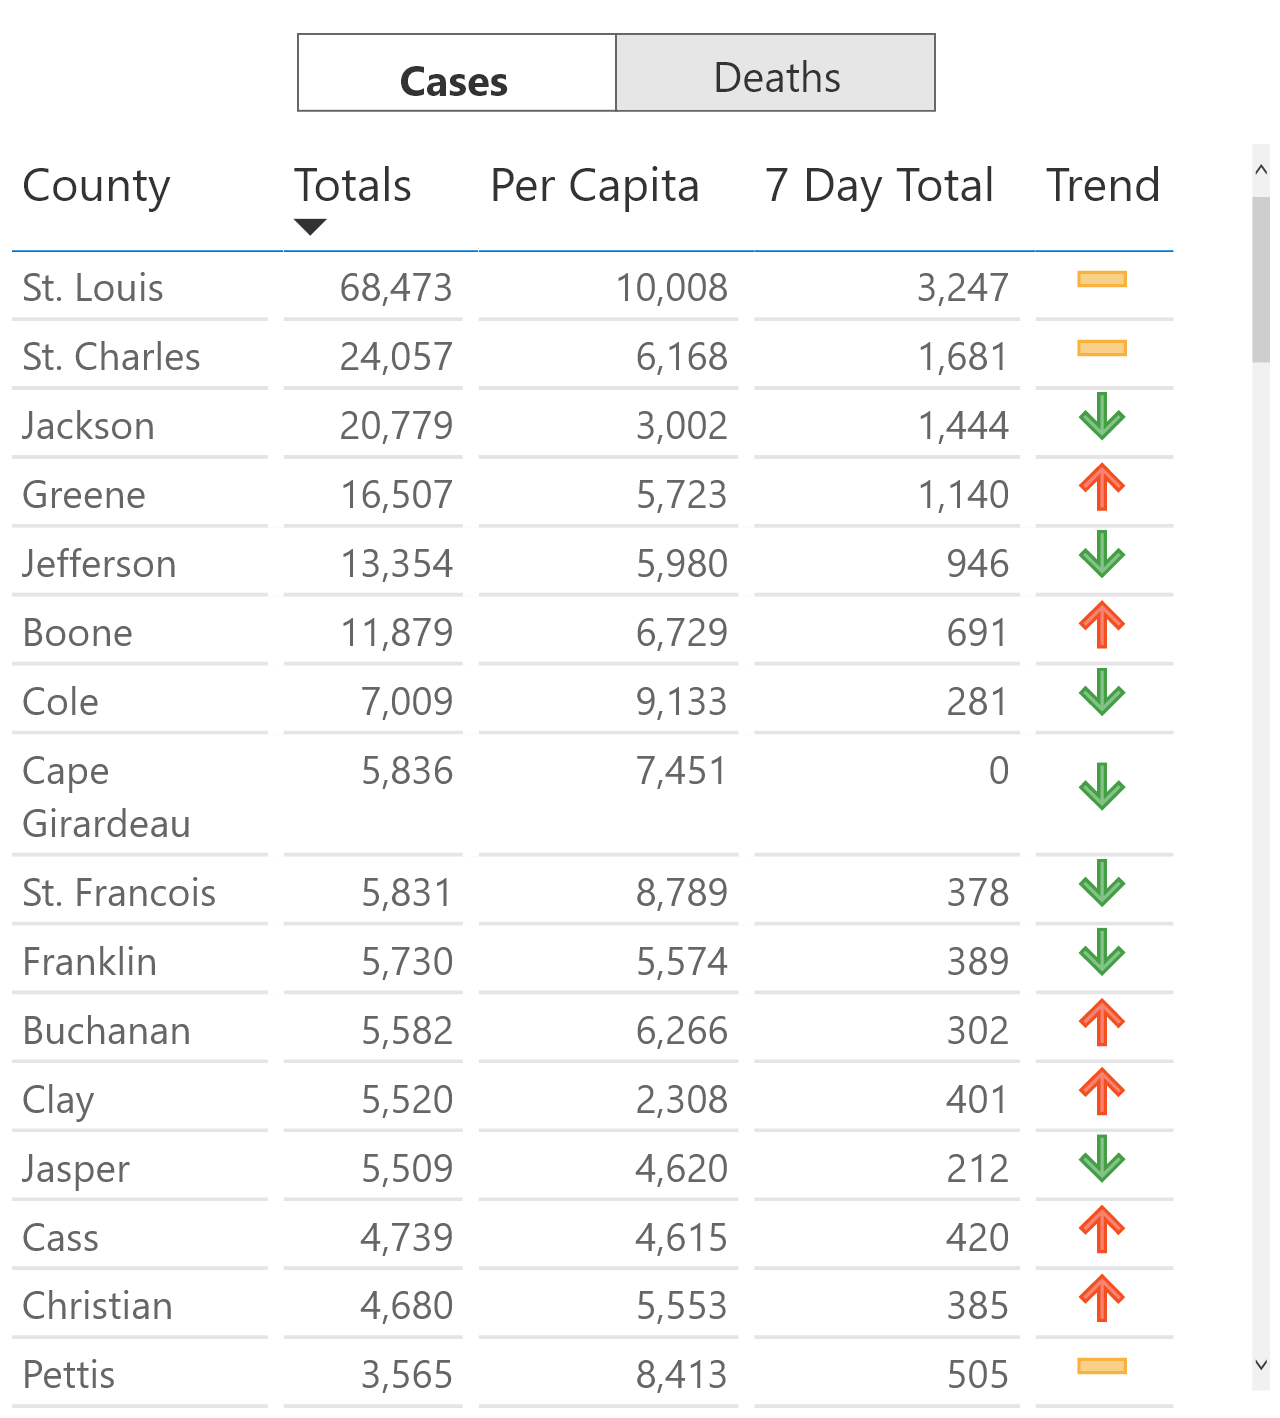 Cases Deaths
County Totals Per Capita 7 Day Total Trend
St. Louis 68,473 10,008 3,247
St. Charles 24,057 6,168 1,681
Jackson 20,779 3,002 1,444
Greene 16,507 5,723 1,140
Jefferson 13,354 5,980 946
Boone 11,879 6,729 691
Cole 7,009 9,133 281
Cape 5,836 7,451 0
Girardeau
St. Francois 5,831 8,789 378
Franklin 5,730 5,574 389
Buchanan 5,582 6,266 302
Clay 5,520 2,308 401
Jasper 5,509 4,620 212
Cass 4,739 4,615 420
Christian 4,680 5,553 385
Pettis 3,565 8,413 505